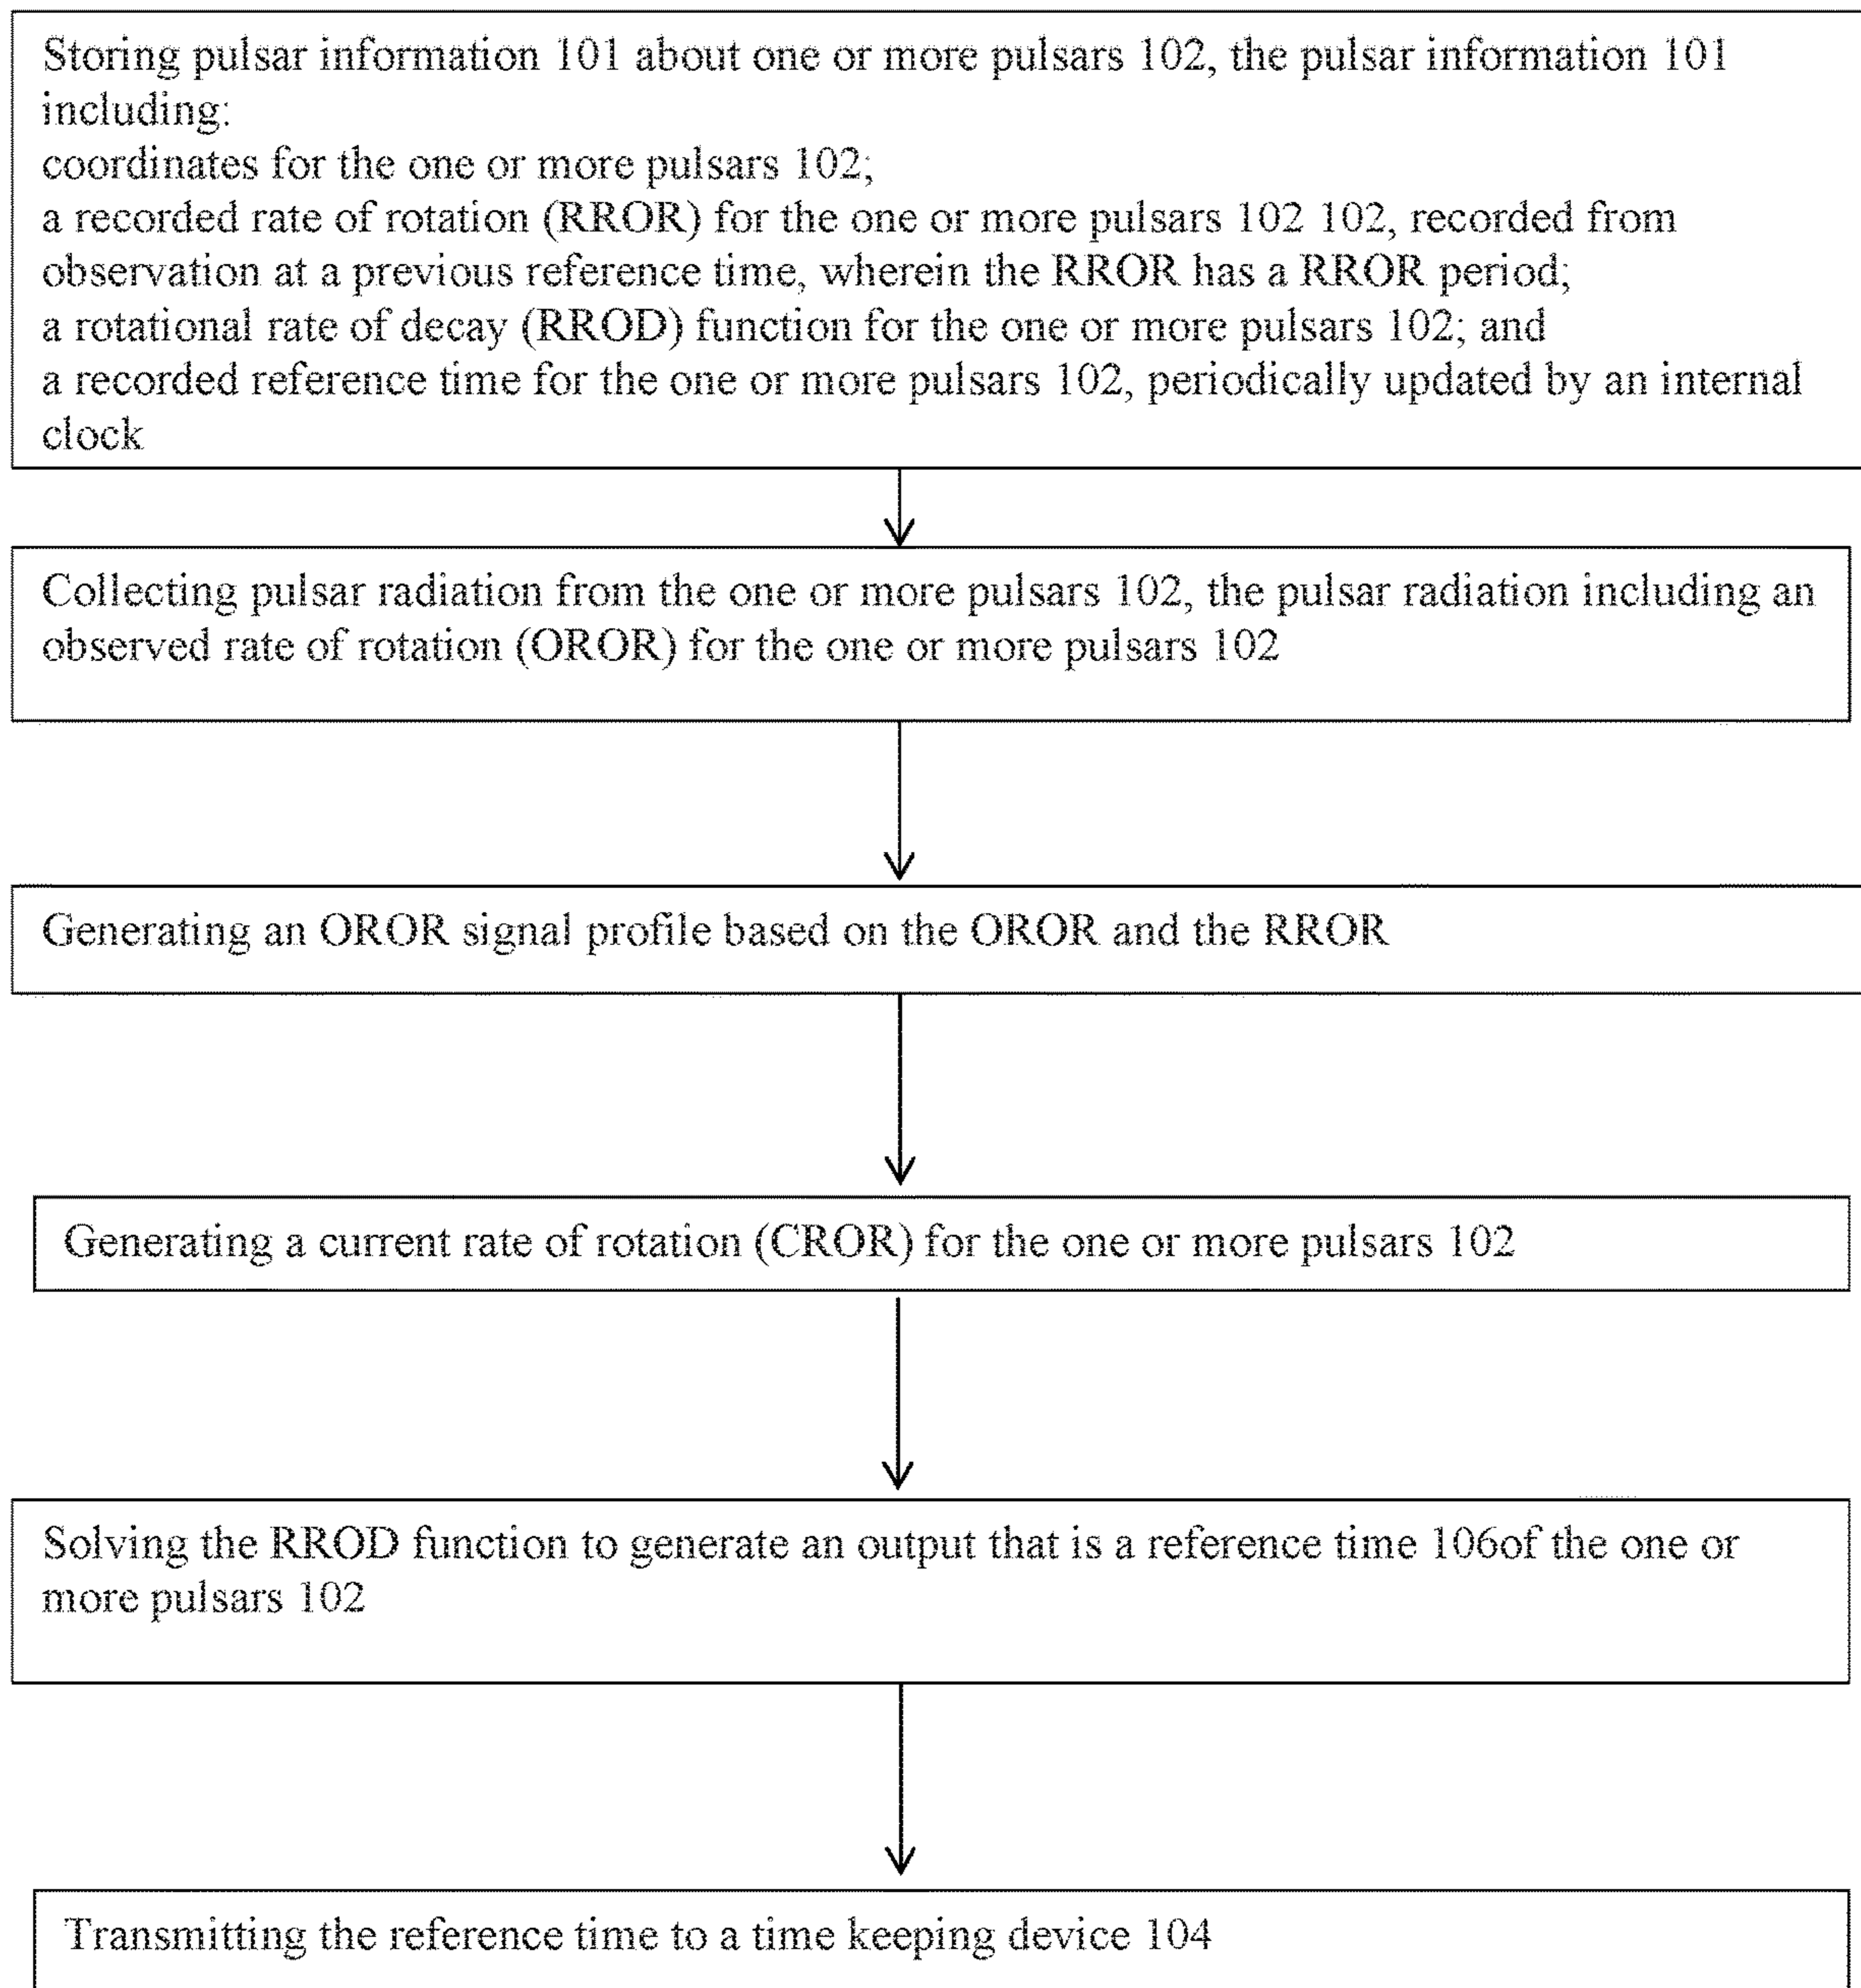 Storing pulsar information 101 about one or more pulsars 102, the pulsar information 101
including:
coordinates for the one or more pulsars 102;
a recorded rate of rotation (RROR) for the one or more pulsars 102 102, recorded from
observation at a previous reference time, wherein the RROR has a RROR period;
a rotational rate of decay (RROD) function for the one or more pulsars 102; and
a recorded reference time for the one or more pulsars 102, periodically updated by an internal
clock
Collecting pulsar radiation from the one or more pulsars 102, the pulsar radiation including an
observed rate of rotation (OROR) for the one or more pulsars 102
Generating an OROR signal profile based on the OROR and the RROR
Generating a current rate of rotation (CROR) for the one or more pulsars 102
Solving the RROD function to generate an output that is a reference time 106of the one or
more pulsars 102
Transmitting the reference time to a time keeping device 104